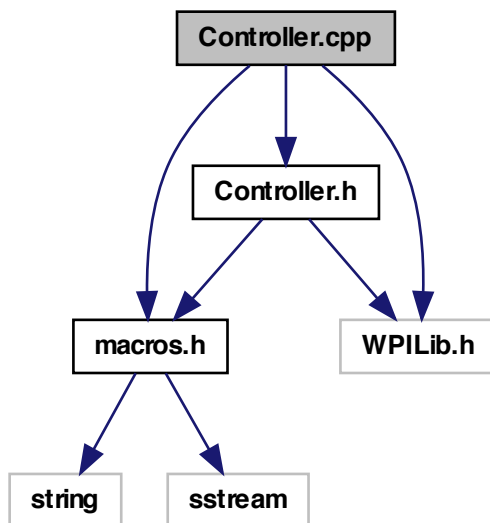 Controller.cpp
Controller.h
macros.h
WPILib.h
string
sstream